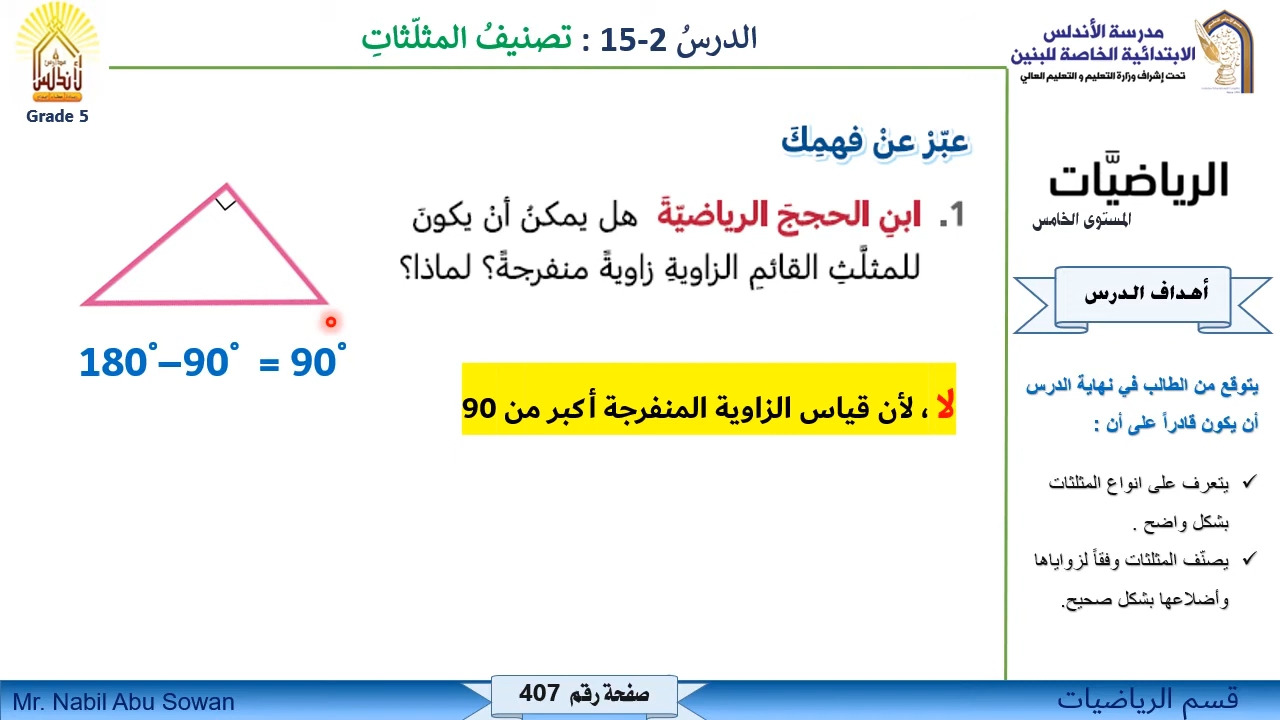 الدرسُ 2-15 : تصنيفُ المثلّثاتِ
مدرسة الأندلس
الابتدائية الخاصة للبنين
تحت إشراف وزارة التعليم و التعليم العالي
Grade 5
الرياضيَّات
المستوى الخامس
أهداف الدرس
يتوقع من الطالب في نهاية الدرس
أن يكون قادراً على أن :
✓ يتعرف على انواع المثلثات
بشكل واضح .
✓ يصنّف المثلثات وفقاً لزواياها
وأضلاعها بشكل صحيح.
عبّرْ عنْ فهمِكَ
1. ابنِ الحججَ الرياضيّةَ هل يمكنُ أنْ يكونَ
للمثلَّثِ القائمِ الزاويةِ زاويةً منفرجةً؟ لماذا؟
180° – 90° = 90°
لا ، لأن قياس الزاوية المنفرجة أكبر من 90
Mr. Nabil Abu Sowan
صفحة رقم 407
قسم الرياضيات